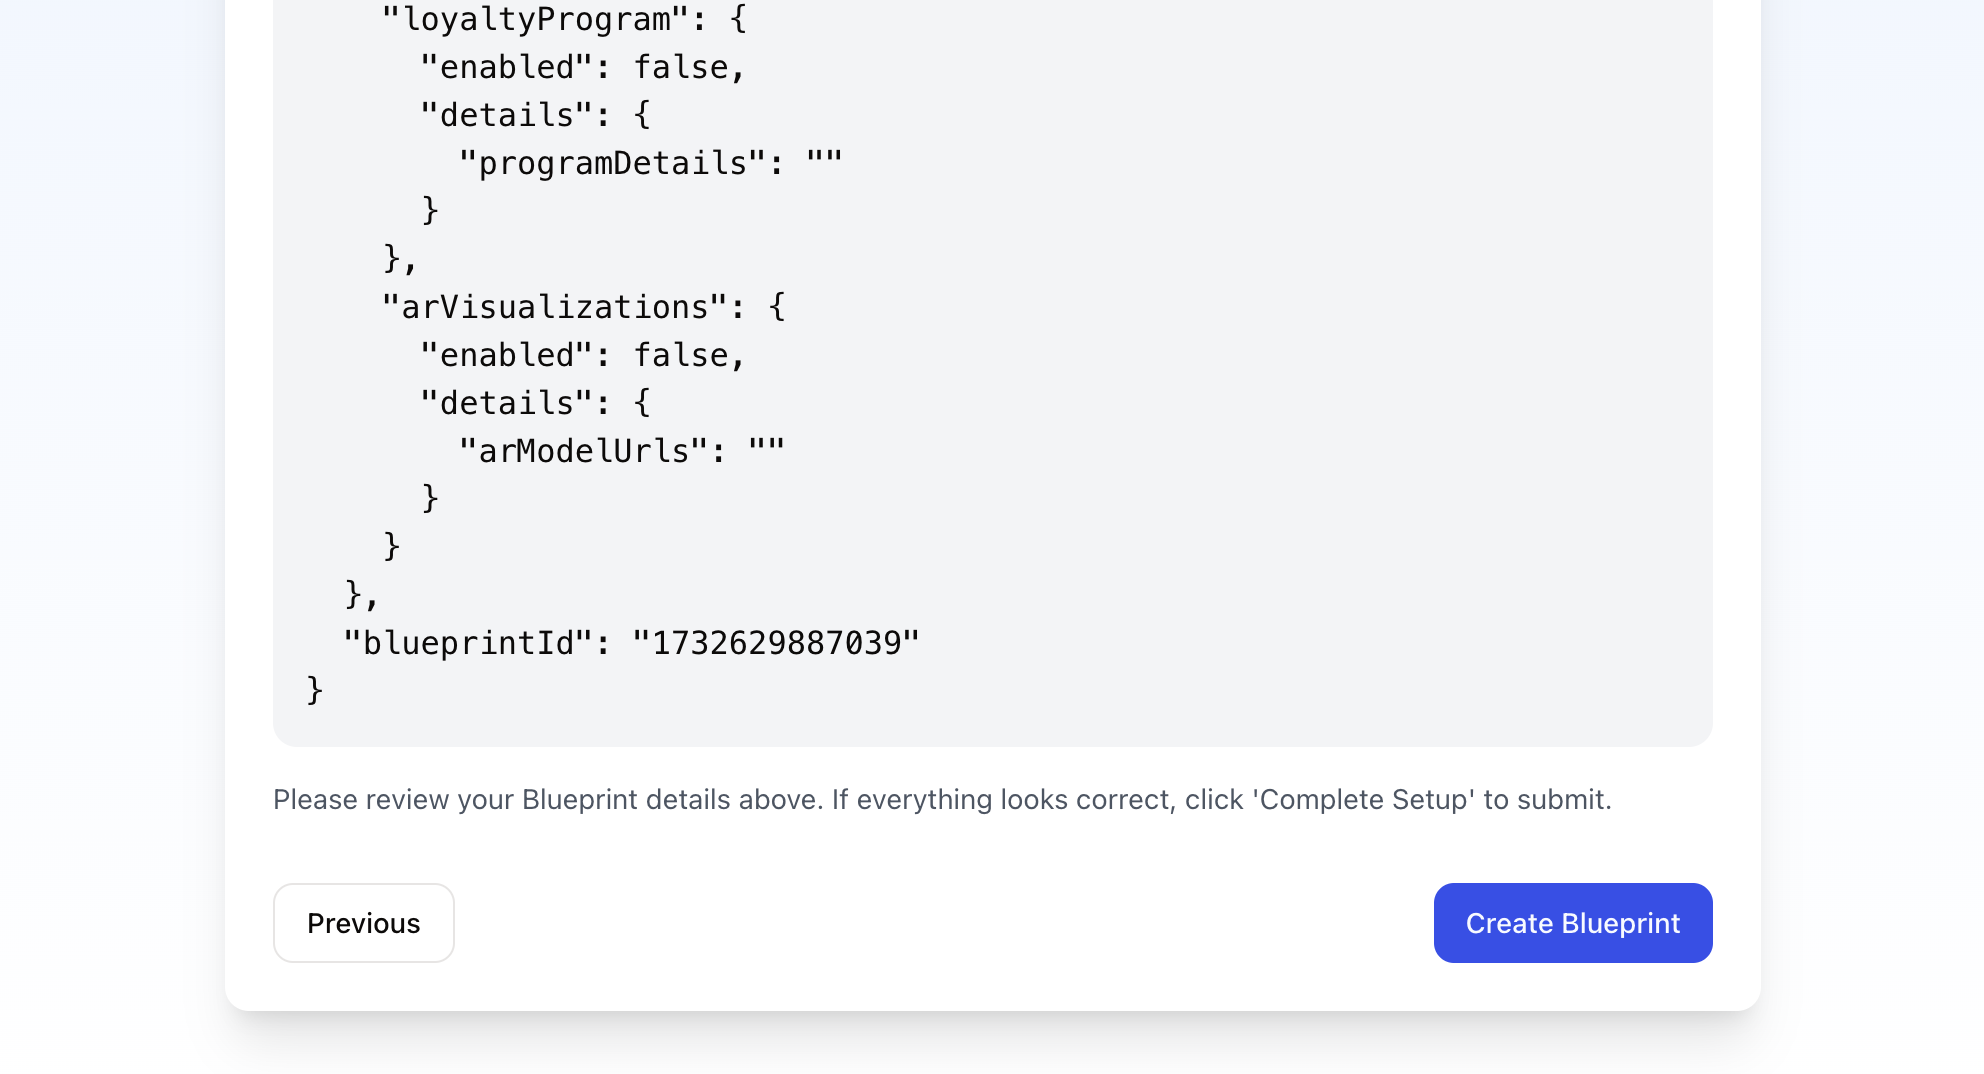 "loyaltyProgram": {
"enabled": false,
"details": {
"programDetails": ""
}
},
"arVisualizations": {
"enabled": false,
"details": {
"arModelUrls": ""
}
}
},
"blueprintId": "1732629887039"
}
Please review your Blueprint details above. If everything looks correct, click 'Complete Setup' to submit.
Previous
Create Blueprint